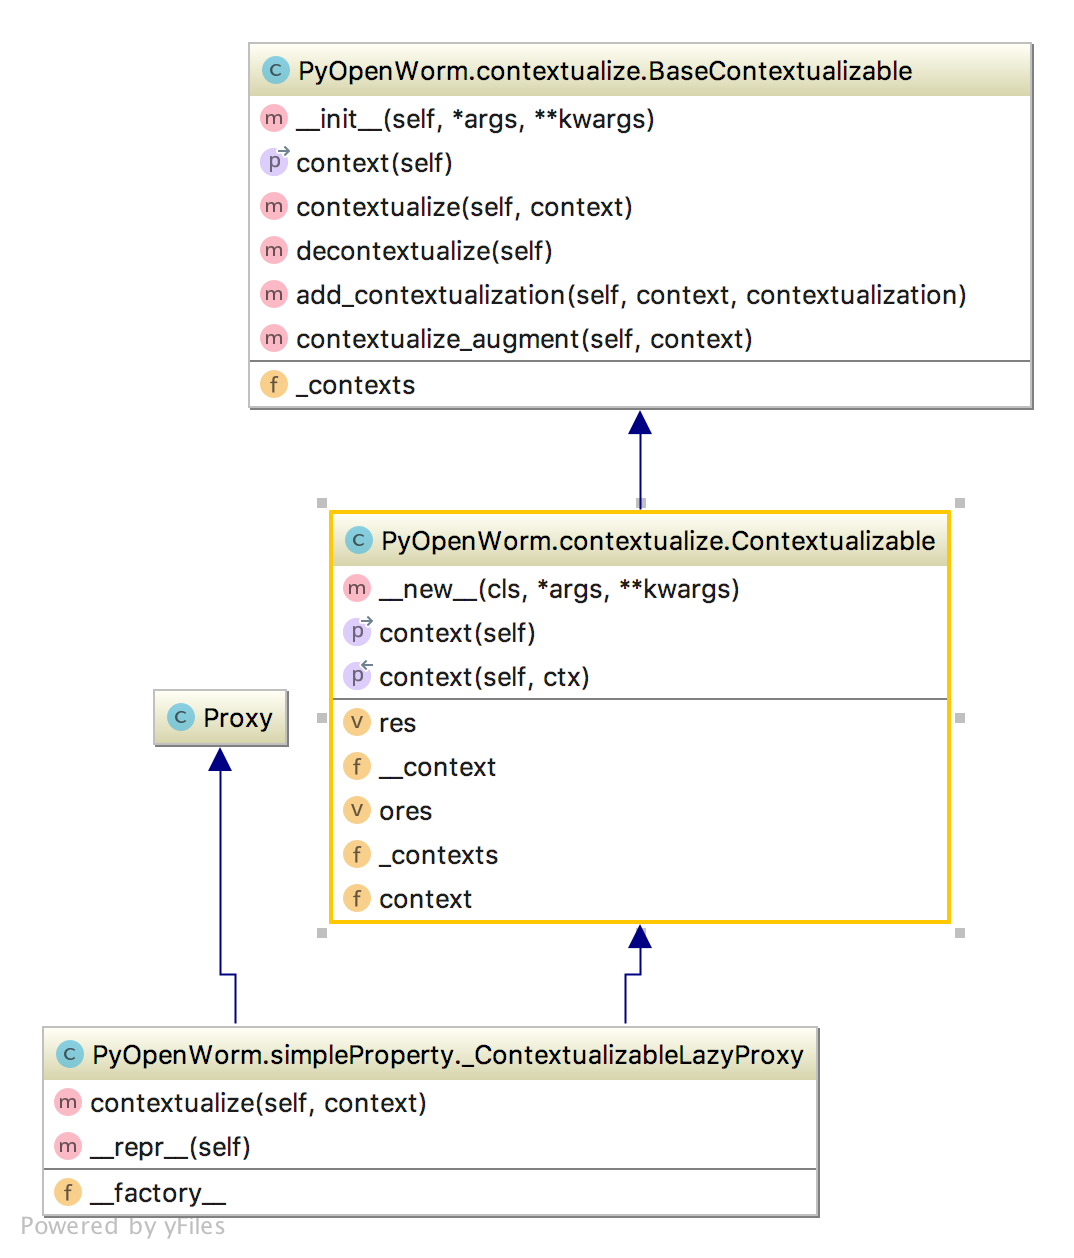 C PyOpenWorm.contextualize.BaseContextualizable
m __init__(self, *args, **kwargs)
p context(self)
m contextualize(self, context)
m decontextualize(self)
m add_contextualization(self, context, contextualization)
m contextualize_augment(self, context)
f _contexts
C PyOpenWorm.contextualize.Contextualizable
m __new__(cls, *args, **kwargs)
p context(self)
p context(self, ctx)
v res
f __context
v ores
f _contexts
f context
C Proxy
C PyOpenWorm.simpleProperty._ContextualizableLazyProxy
m contextualize(self, context)
m __repr__(self)
f __factory__
Powered by yFiles